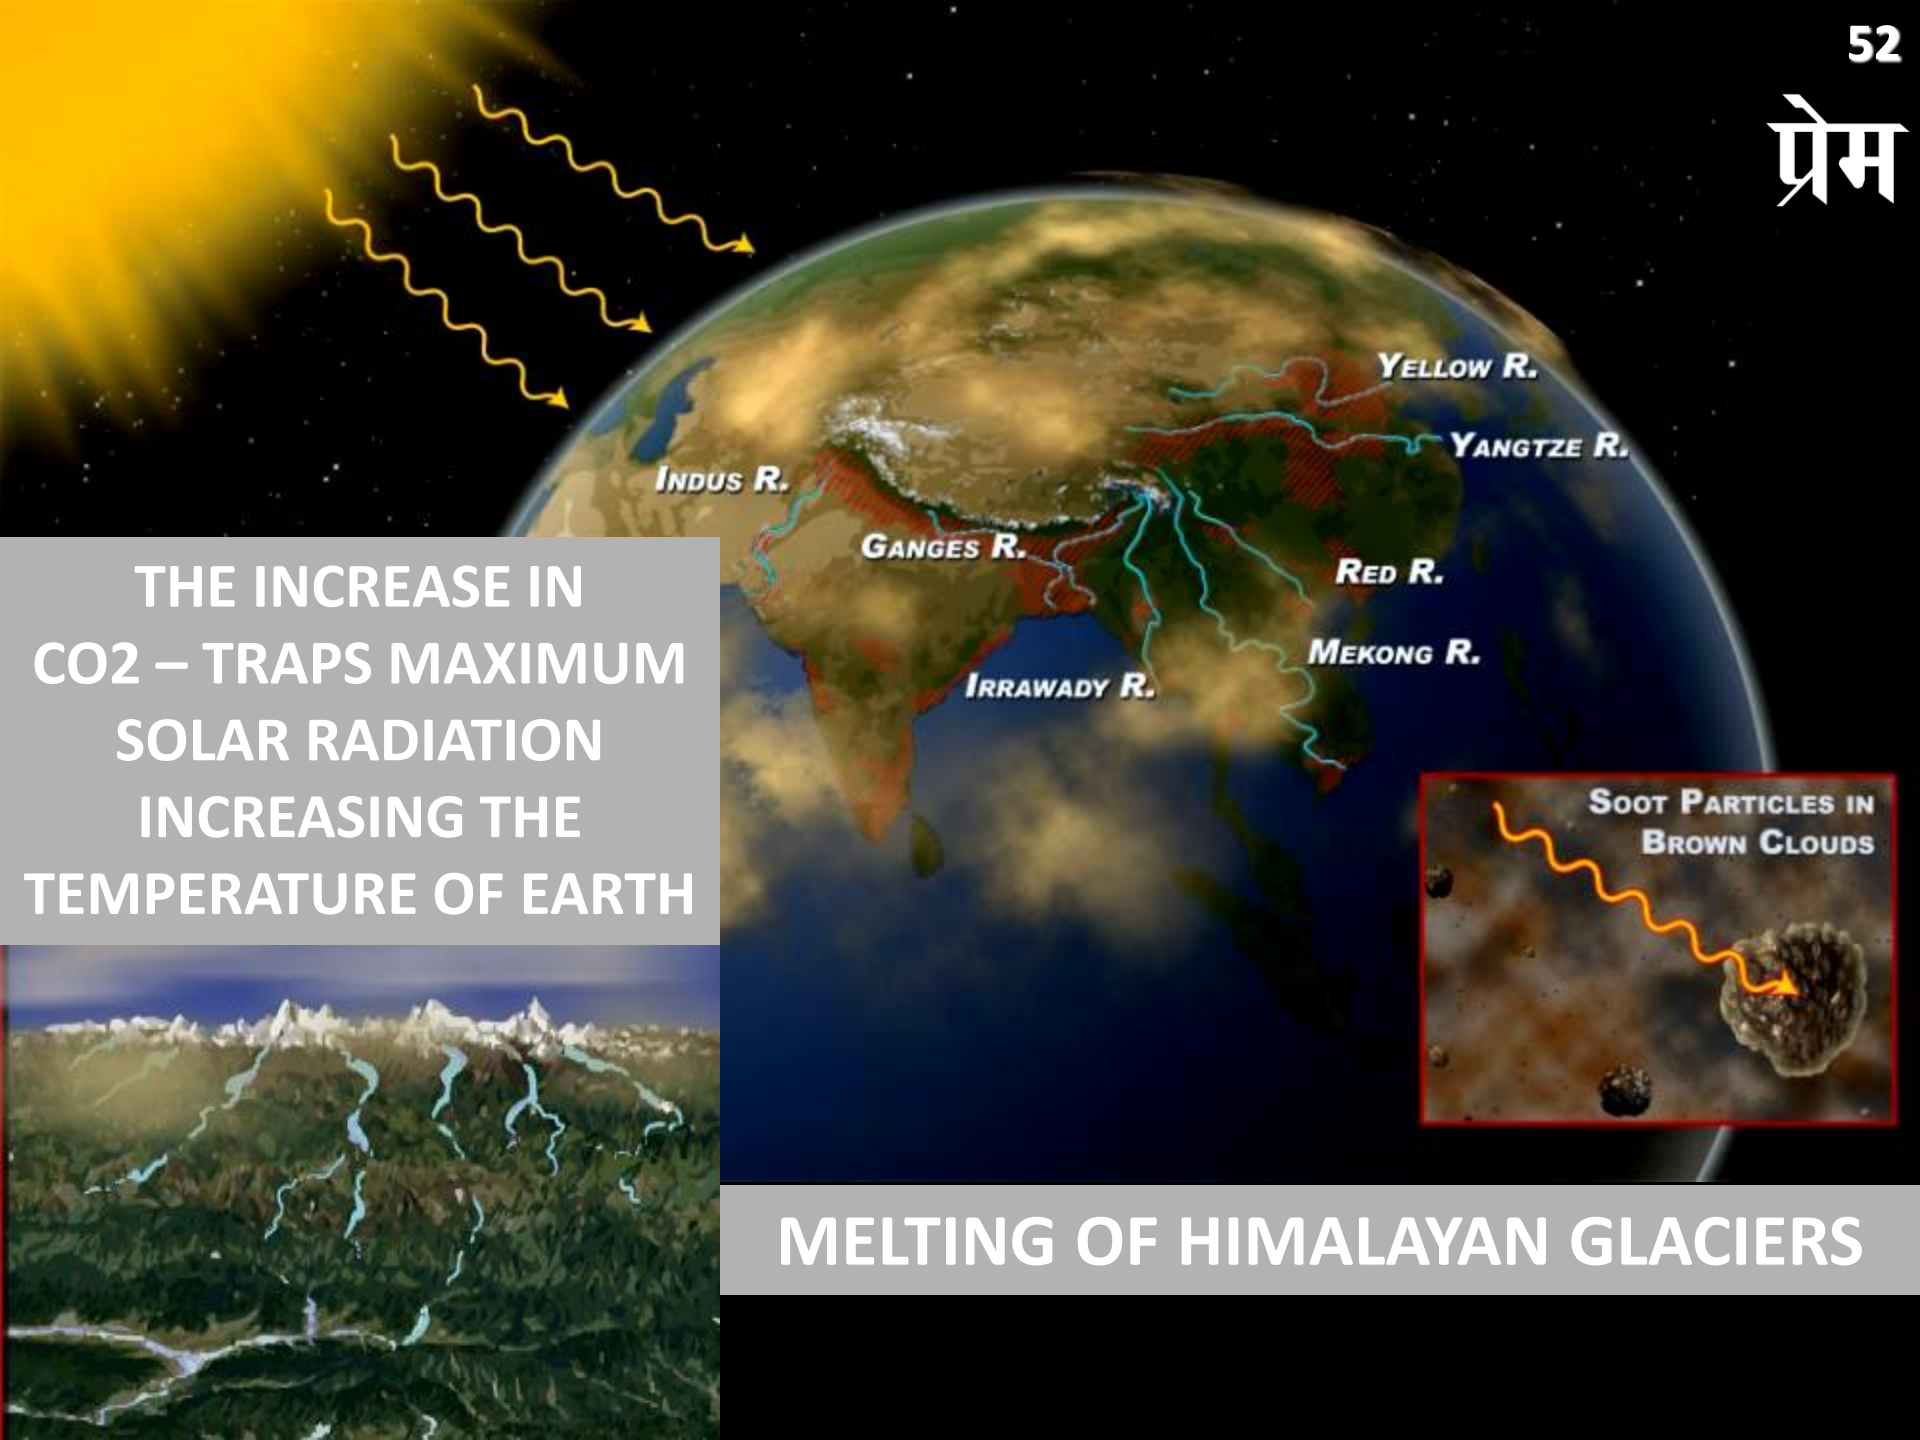 52
प्रेम
YELLOW R.
YANGTZE R.
INDUS R.
GANGES R.
RED R.
MEKONG R.
IRRAWADY R.
THE INCREASE IN
CO2 – TRAPS MAXIMUM
SOLAR RADIATION
INCREASING THE
TEMPERATURE OF EARTH
SOOT PARTICLES IN
BROWN CLOUDS
MELTING OF HIMALAYAN GLACIERS